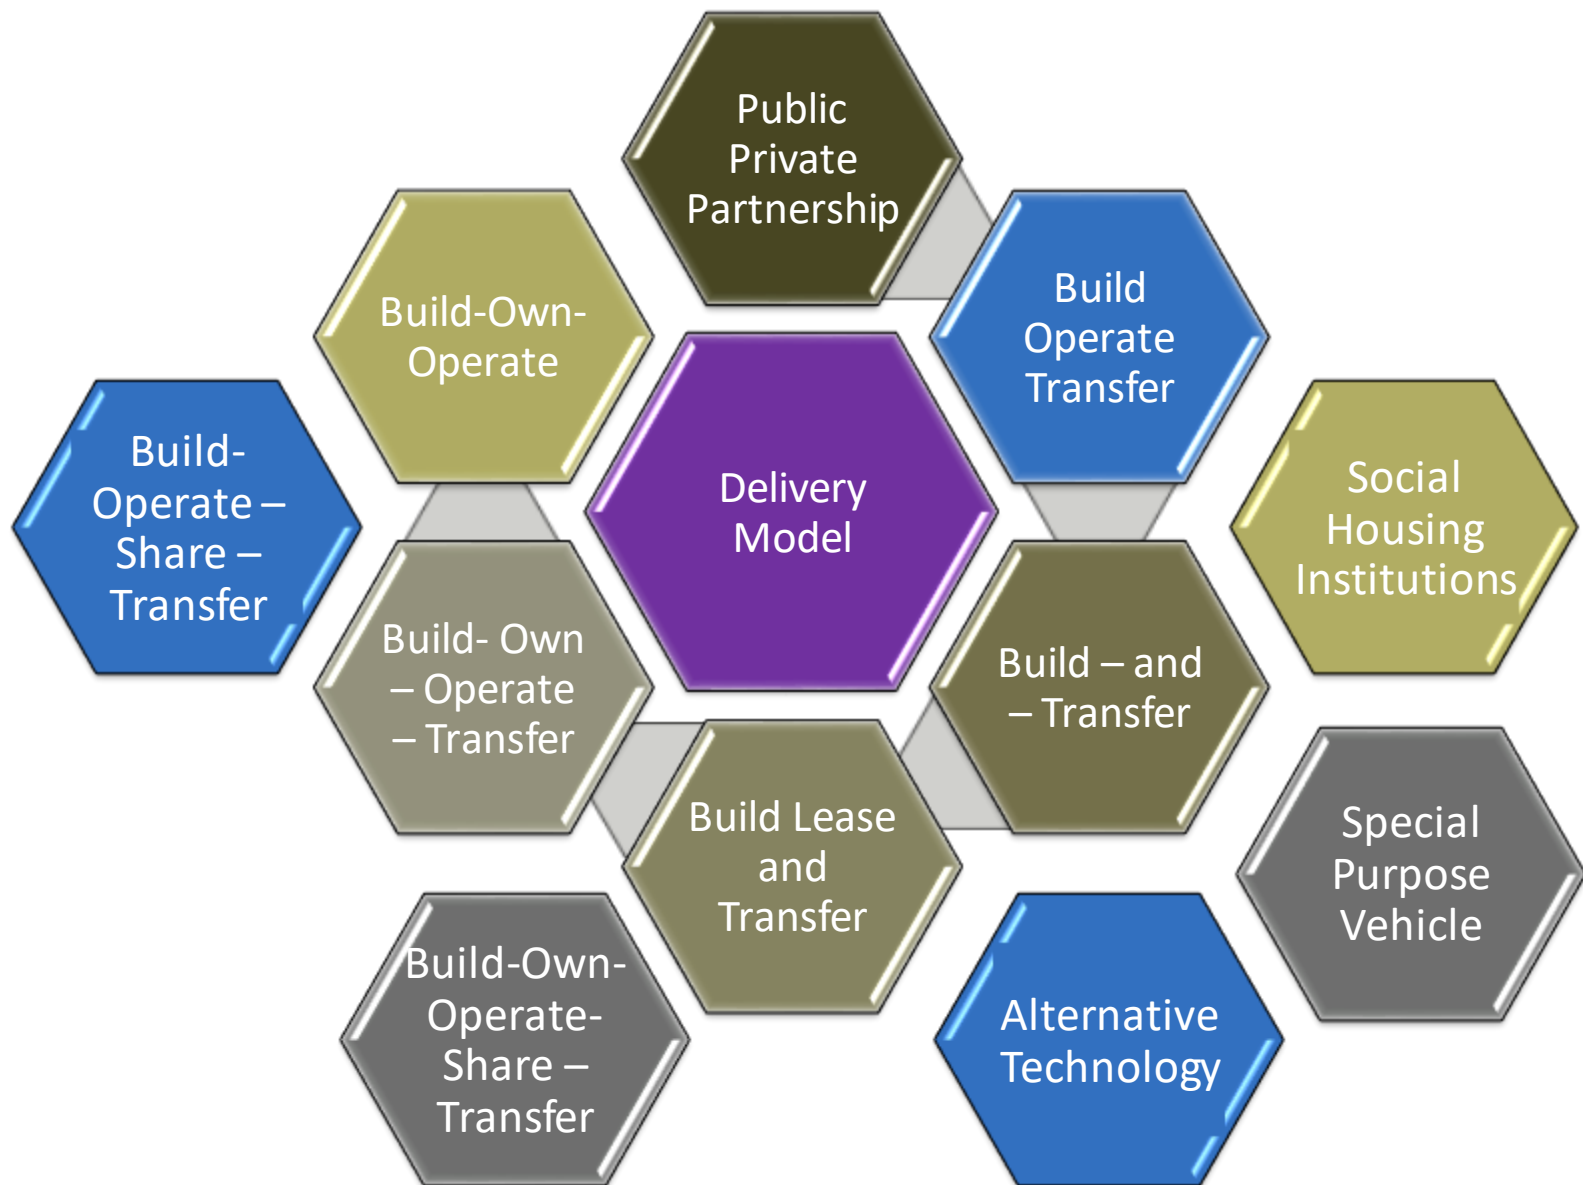 Public
Private
Partnership
Build-Own-
Operate
Build
Operate
Transfer
Build-
Operate –
Share –
Transfer
Delivery
Model
Social
Housing
Institutions
Build- Own
– Operate
– Transfer
Build – and
– Transfer
Build Lease
and
Transfer
Special
Purpose
Vehicle
Build-Own-
Operate-
Share –
Transfer
Alternative
Technology